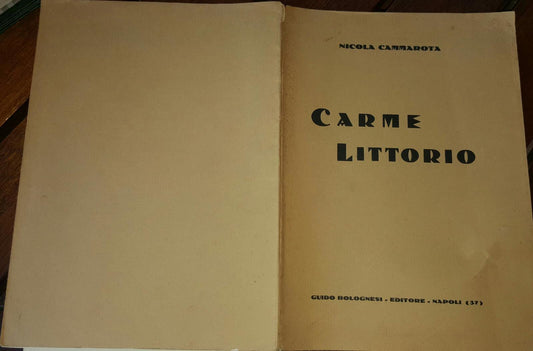 NICOLA CAMMAROTA
CARME
LITTORIO
GUIDO BOLOGNESI - EDITORE - NAPOLI (37)